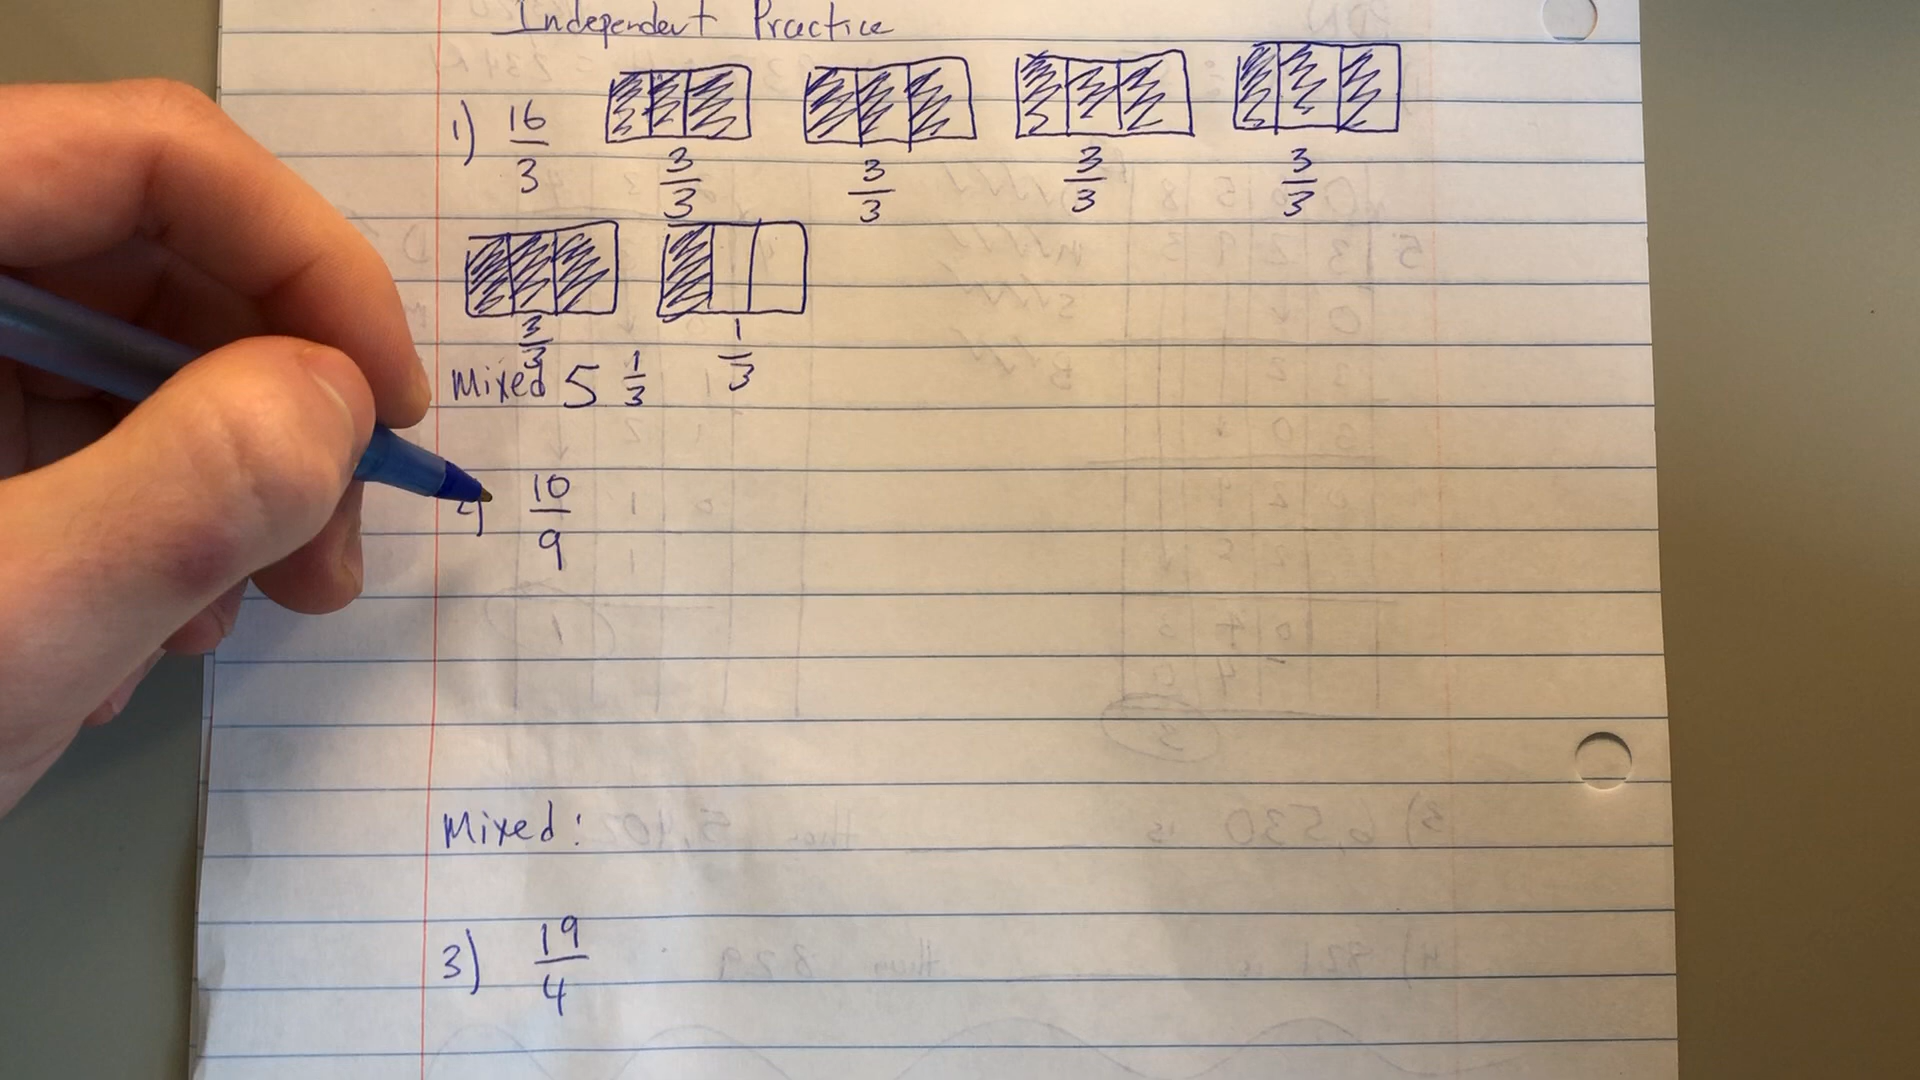 Independent Practice
1) 16/3 3/3 3/3 3/3 3/3
3/3 1/3
Mixed 5 1/3
10/9
Mixed:
3) 19/4